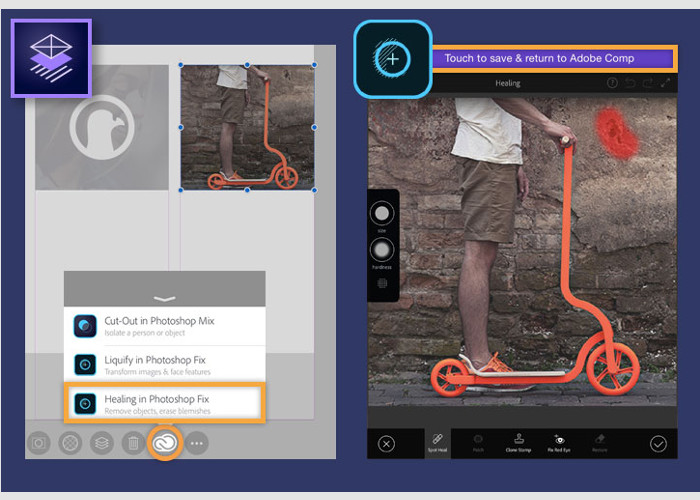 Cut-Out in Photoshop Mix
Isolate a person or object
Liquify in Photoshop Fix
Transform images & face features
Healing in Photoshop Fix
Remove objects, erase blemishes
Touch to save & return to Adobe Comp
Healing
Size
Hardness
Spot Heal
Patch
Clone Stamp
Fix Red Eye
Restore